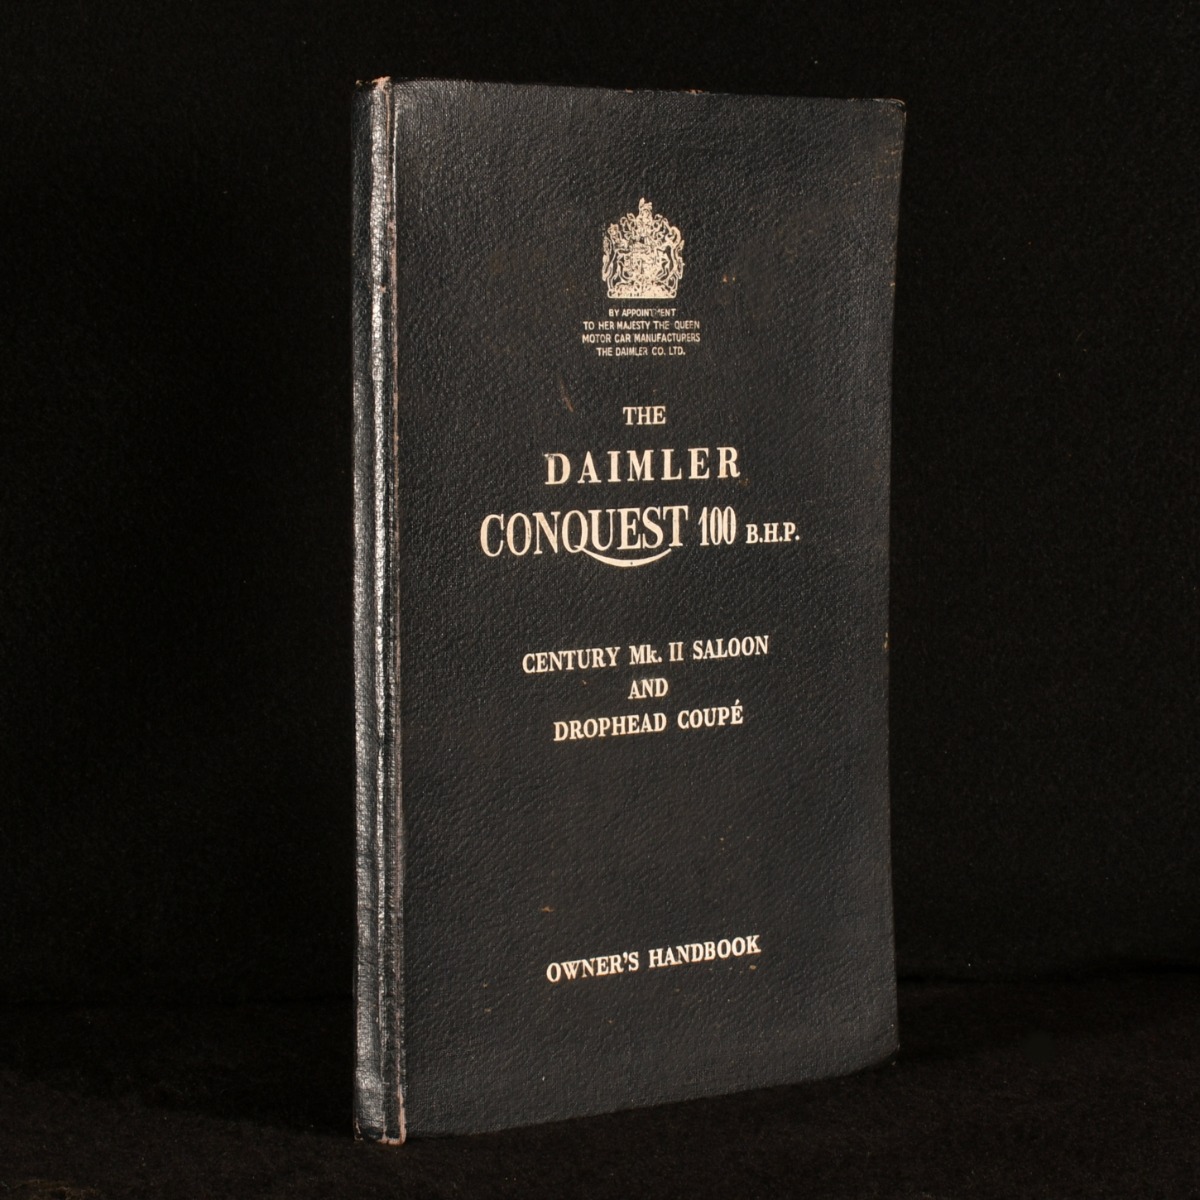 BY APPOINTMENT
TO HER MAJESTY THE QUEEN
MOTOR CAR MANUFACTURERS
THE DAIMLER CO. LTD.
THE
DAIMLER
CONQUEST 100 B.H.P.
CENTURY Mk. II SALOON
AND
DROPHEAD COUPÉ
OWNER'S HANDBOOK